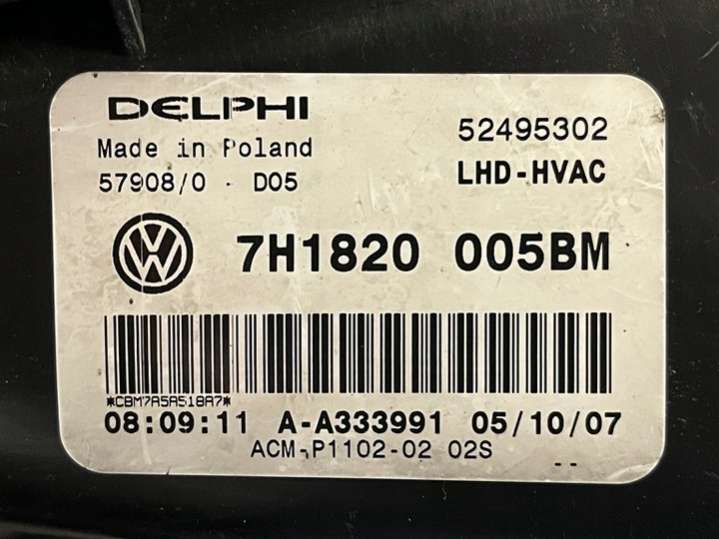 DELPHI
52495302
Made in Poland
LHD-HVAC
57908/0 - D05
7H1820 005BM
*CBM7A5A518A7*
08:09:11 A-A333991 05/10/07
ACM-P1102-02 02S
--